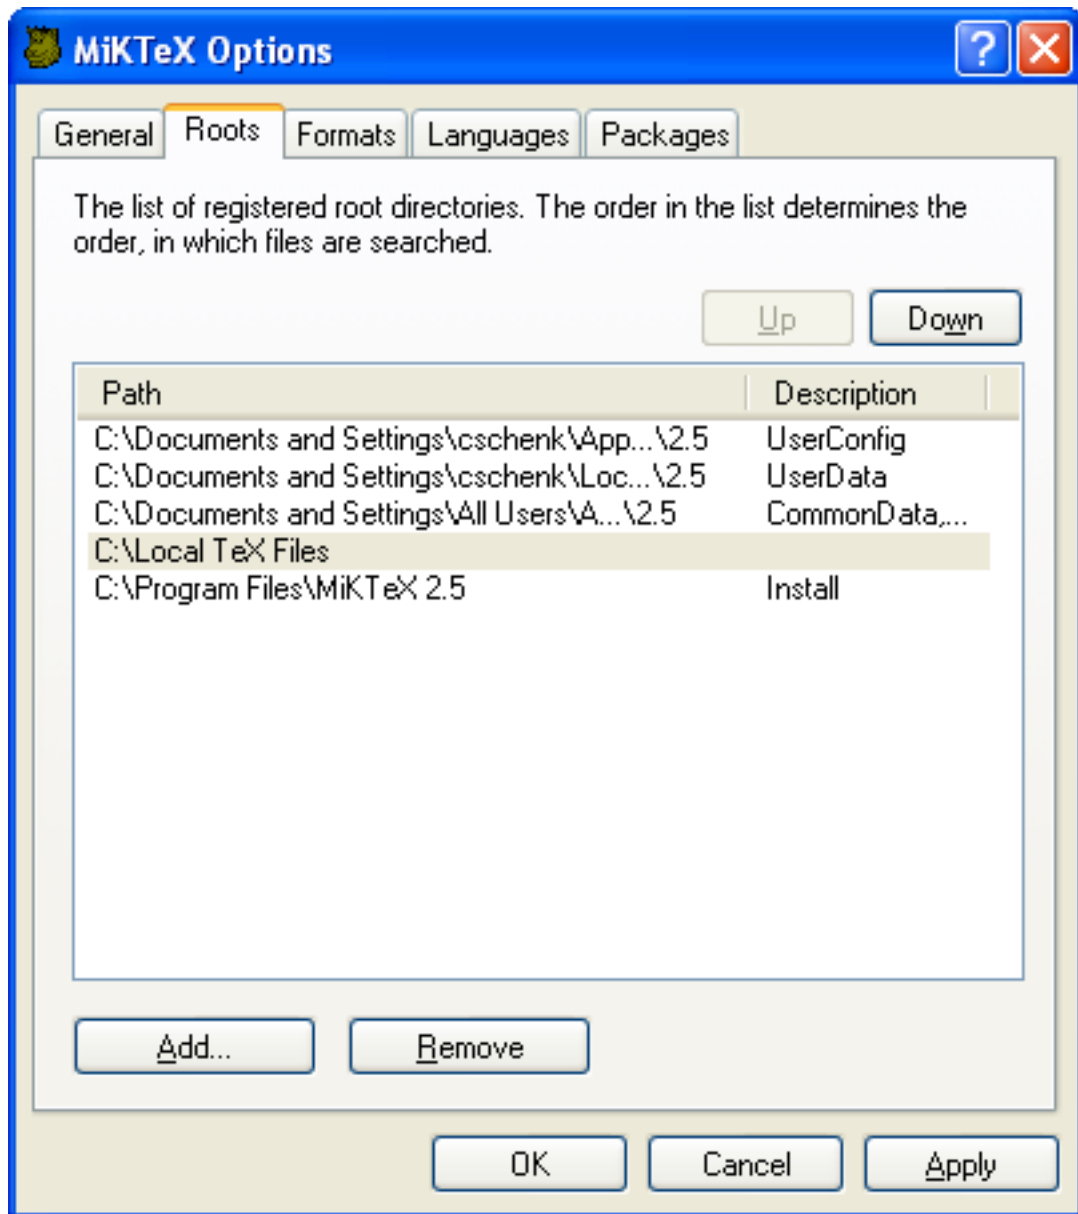 MiKTeX Options
General Roots Formats Languages Packages
The list of registered root directories. The order in the list determines the
order, in which files are searched.
Up Down
Path Description
C:\Documents and Settings\cschenk\App...\2.5 UserConfig
C:\Documents and Settings\cschenk\Loc...\2.5 UserData
C:\Documents and Settings\All Users\A...\2.5 CommonData,...
C:\Local TeX Files
C:\Program Files\MiKTeX 2.5 Install
Add... Remove
OK Cancel Apply